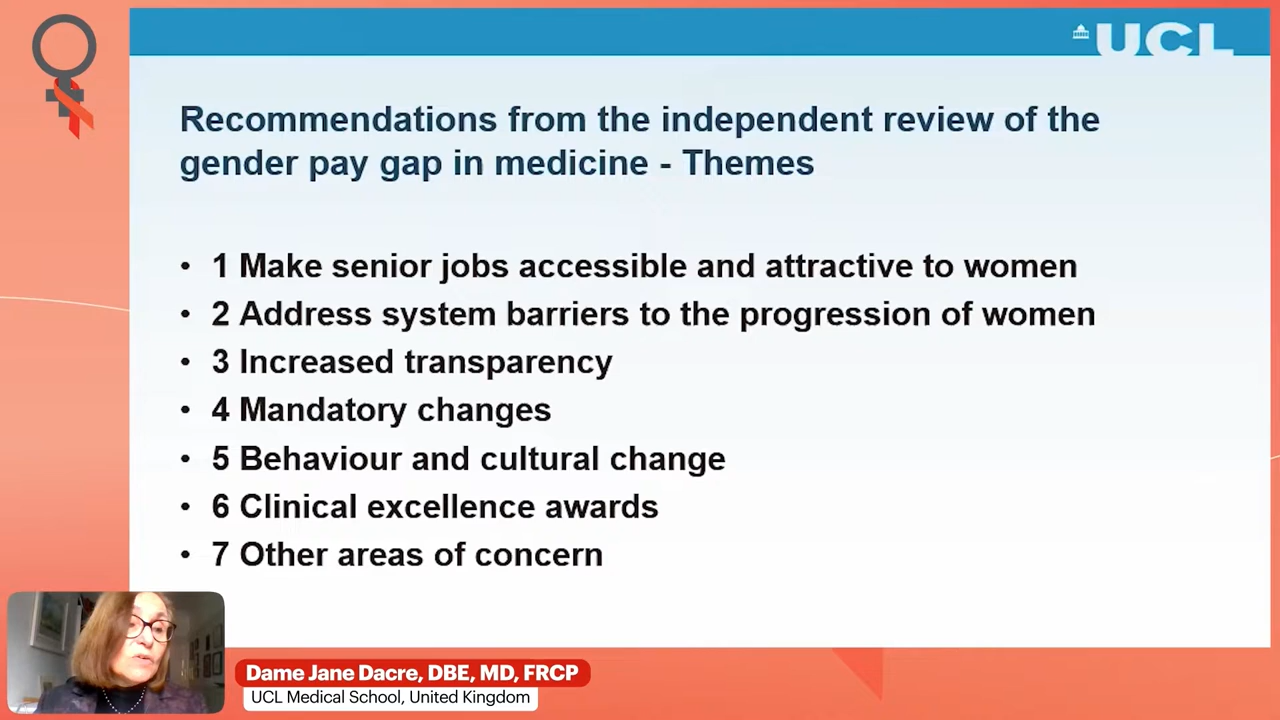 UCL
Recommendations from the independent review of the
gender pay gap in medicine - Themes
• 1 Make senior jobs accessible and attractive to women
• 2 Address system barriers to the progression of women
• 3 Increased transparency
• 4 Mandatory changes
• 5 Behaviour and cultural change
• 6 Clinical excellence awards
• 7 Other areas of concern
Dame Jane Dacre, DBE, MD, FRCP
UCL Medical School, United Kingdom